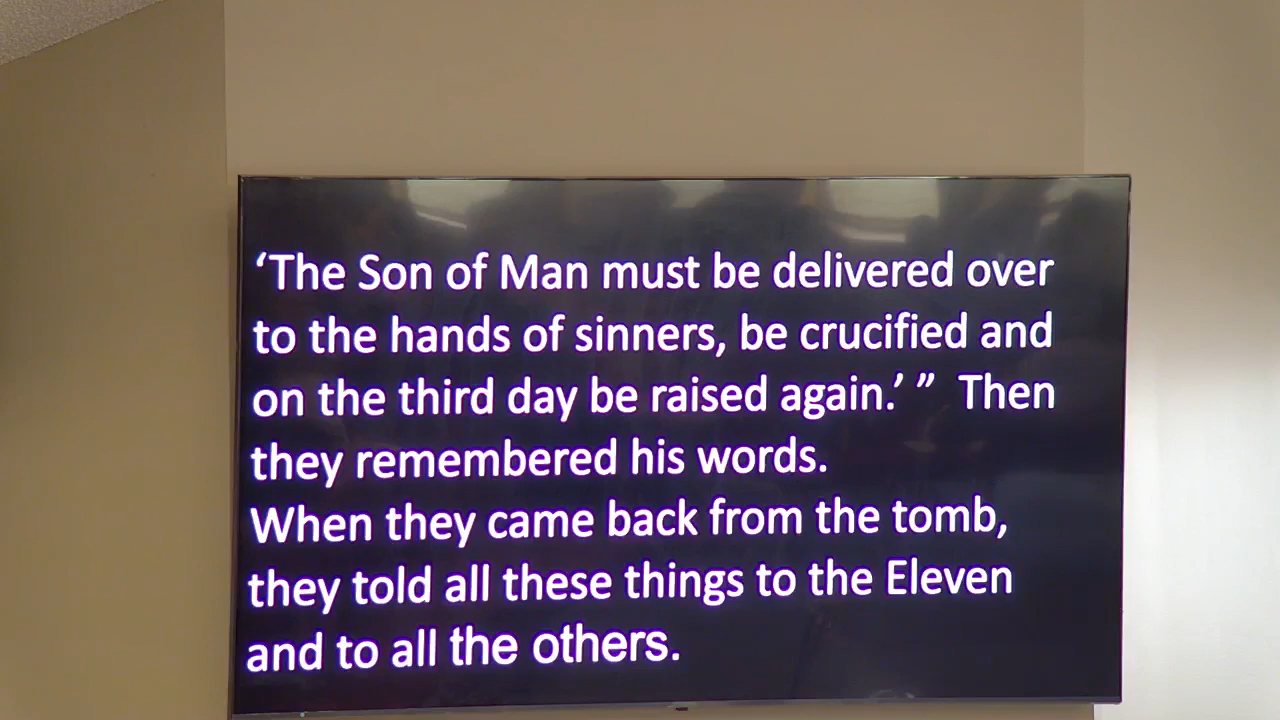 ‘The Son of Man must be delivered over
to the hands of sinners, be crucified and
on the third day be raised again.’ ” Then
they remembered his words.
When they came back from the tomb,
they told all these things to the Eleven
and to all the others.